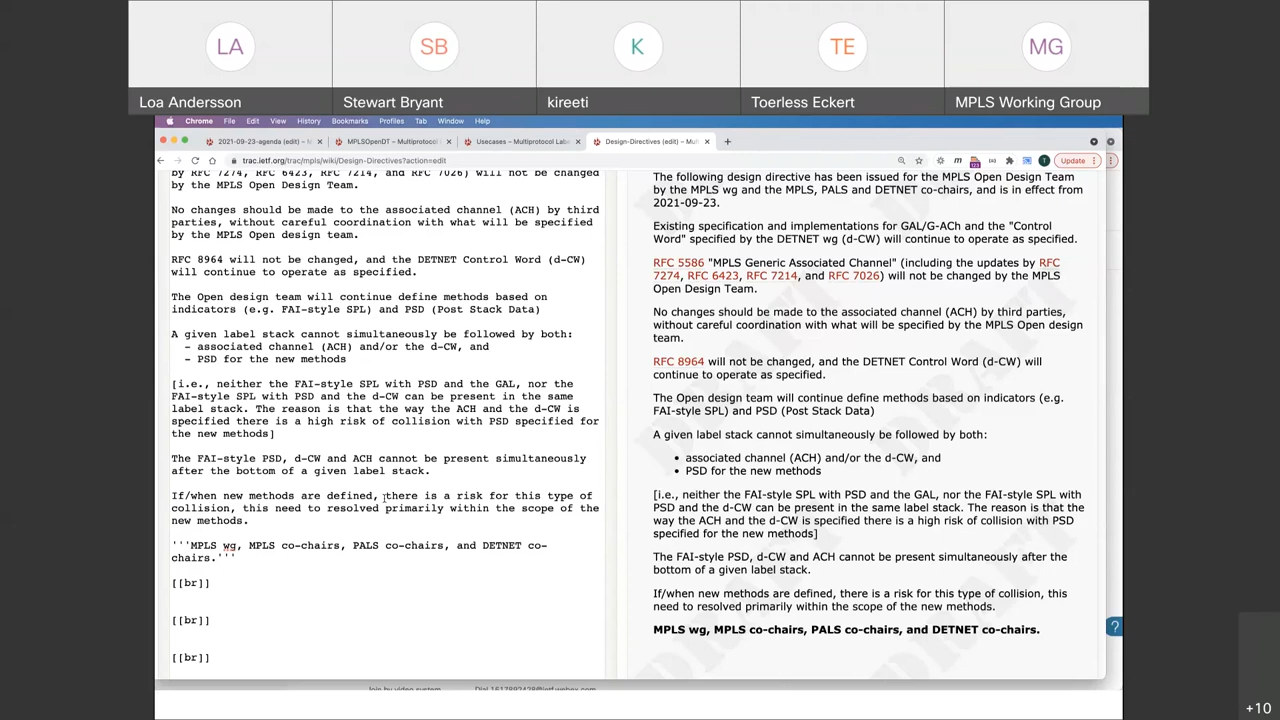 LA
SB
K
TE
MG
Loa Andersson
Stewart Bryant
kireeti
Toerless Eckert
MPLS Working Group
Chrome File Edit View History Bookmarks Profiles Tab Window Help
2021-09-23-agenda (edit) – M
MPLSOpenDT – Multiprotocol
Usecases – Multiprotocol Labe
Design-Directives (edit) – Mult
trac.ietf.org/trac/mpls/wiki/Design-Directives?action=edit
Update
by RFC 7274, RFC 6423, RFC 7214, and RFC 7026) will not be changed
by the MPLS Open Design Team.
No changes should be made to the associated channel (ACH) by third
parties, without careful coordination with what will be specified
by the MPLS Open design team.
RFC 8964 will not be changed, and the DETNET Control Word (d-CW)
will continue to operate as specified.
The Open design team will continue define methods based on
indicators (e.g. FAI-style SPL) and PSD (Post Stack Data)
A given label stack cannot simultaneously be followed by both:
- associated channel (ACH) and/or the d-CW, and
- PSD for the new methods
[i.e., neither the FAI-style SPL with PSD and the GAL, nor the
FAI-style SPL with PSD and the d-CW can be present in the same
label stack. The reason is that the way the ACH and the d-CW is
specified there is a high risk of collision with PSD specified for
the new methods]
The FAI-style PSD, d-CW and ACH cannot be present simultaneously
after the bottom of a given label stack.
If/when new methods are defined, there is a risk for this type of
collision, this need to resolved primarily within the scope of the
new methods.
'''MPLS wg, MPLS co-chairs, PALS co-chairs, and DETNET co-
chairs.'''
[[br]]
[[br]]
[[br]]
The following design directive has been issued for the MPLS Open Design Team
by the MPLS wg and the MPLS, PALS and DETNET co-chairs, and is in effect from
2021-09-23.
Existing specification and implementations for GAL/G-ACh and the "Control
Word" specified by the DETNET wg (d-CW) will continue to operate as specified.
RFC 5586 "MPLS Generic Associated Channel" (including the updates by RFC
7274, RFC 6423, RFC 7214, and RFC 7026) will not be changed by the MPLS
Open Design Team.
No changes should be made to the associated channel (ACH) by third parties,
without careful coordination with what will be specified by the MPLS Open design
team.
RFC 8964 will not be changed, and the DETNET Control Word (d-CW) will
continue to operate as specified.
The Open design team will continue define methods based on indicators (e.g.
FAI-style SPL) and PSD (Post Stack Data)
A given label stack cannot simultaneously be followed by both:
• associated channel (ACH) and/or the d-CW, and
• PSD for the new methods
[i.e., neither the FAI-style SPL with PSD and the GAL, nor the FAI-style SPL with
PSD and the d-CW can be present in the same label stack. The reason is that the
way the ACH and the d-CW is specified there is a high risk of collision with PSD
specified for the new methods]
The FAI-style PSD, d-CW and ACH cannot be present simultaneously after the
bottom of a given label stack.
If/when new methods are defined, there is a risk for this type of collision, this
need to resolved primarily within the scope of the new methods.
MPLS wg, MPLS co-chairs, PALS co-chairs, and DETNET co-chairs.
DRAFT
?
+10